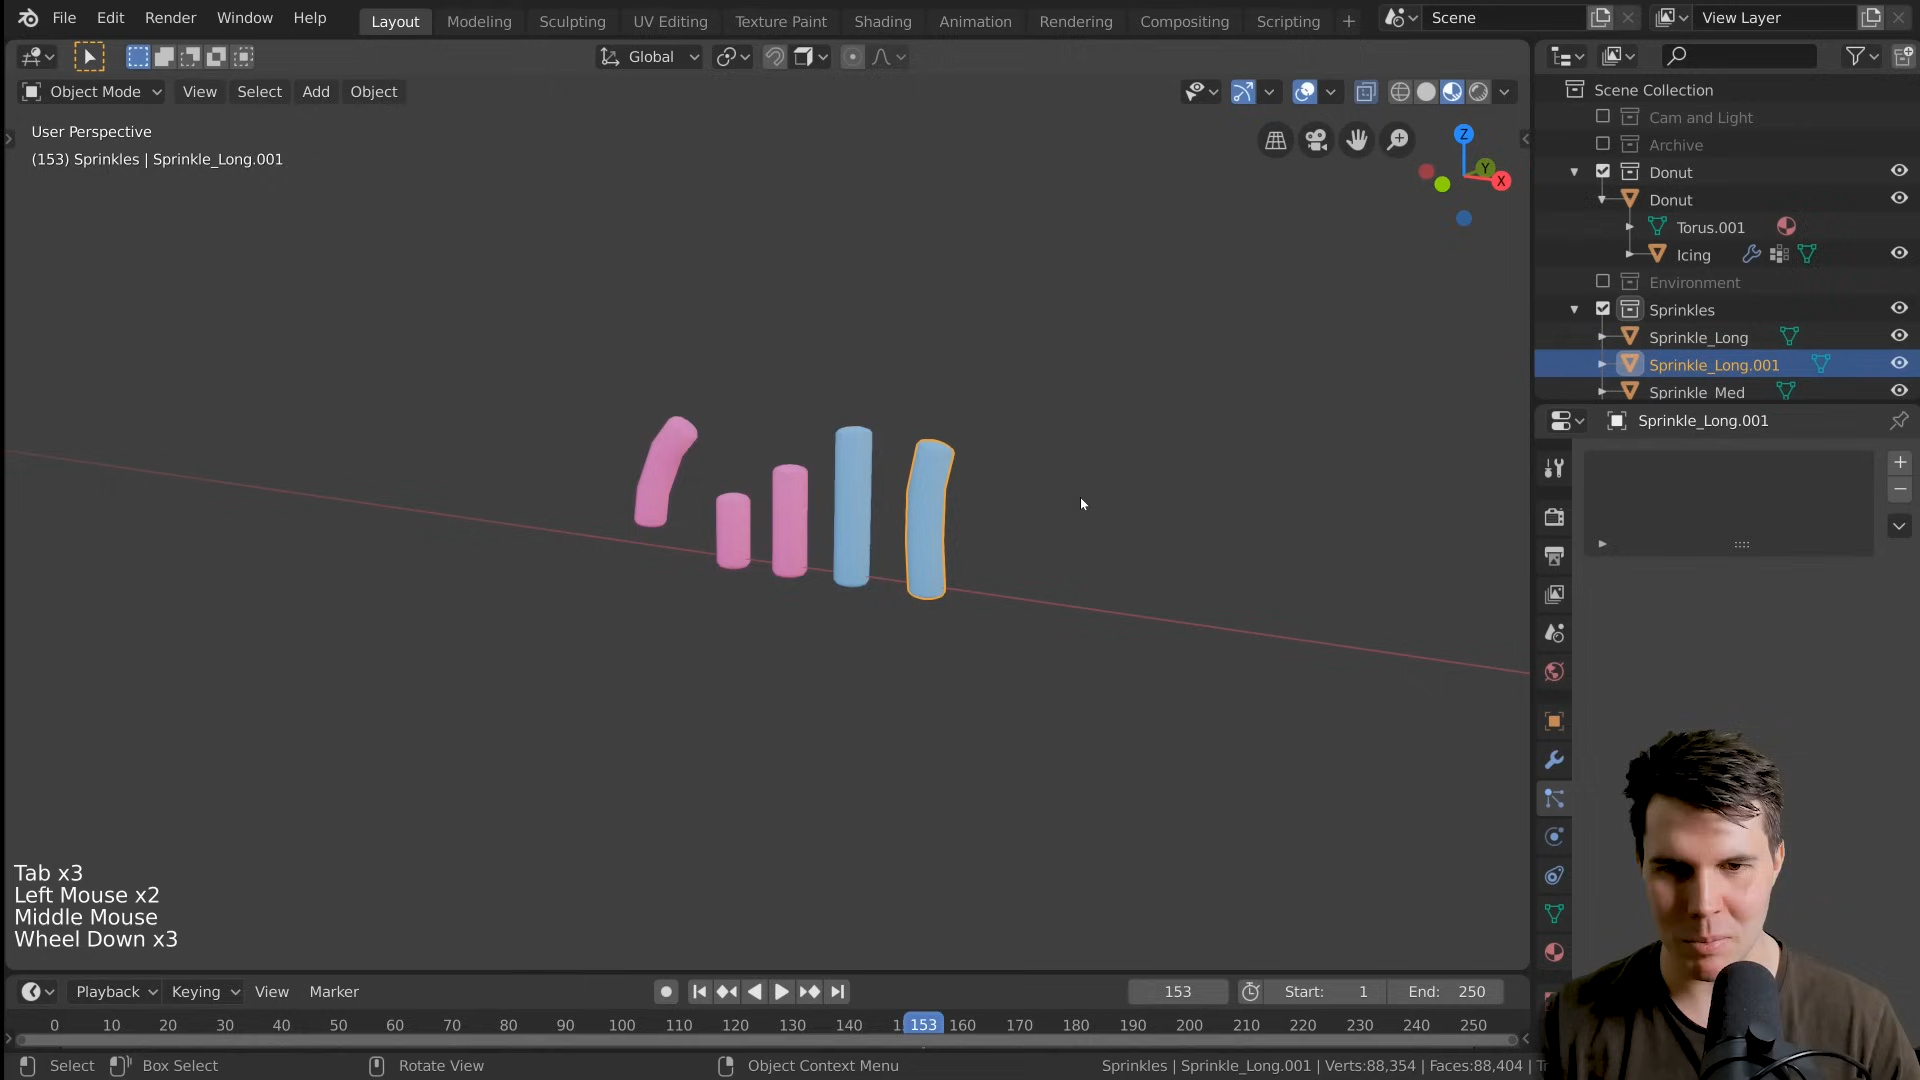 File Edit Render Window Help Layout Modeling Sculpting UV Editing Texture Paint Shading Animation Rendering Compositing Scripting + Scene View Layer
Global
Object Mode View Select Add Object
User Perspective
(153) Sprinkles | Sprinkle_Long.001
Z
Y
X
Scene Collection
Cam and Light
Archive
Donut
Donut
Torus.001
Icing
Environment
Sprinkles
Sprinkle_Long
Sprinkle_Long.001
Sprinkle_Med
Sprinkle_Long.001
Tab x3
Left Mouse x2
Middle Mouse
Wheel Down x3
Playback Keying View Marker 153 Start: 1 End: 250
0 10 20 30 40 50 60 70 80 90 100 110 120 130 140 153 160 170 180 190 200 210 220 230 240 250
Select Box Select Rotate View Object Context Menu Sprinkles | Sprinkle_Long.001 | Verts:88,354 | Faces:88,404 |